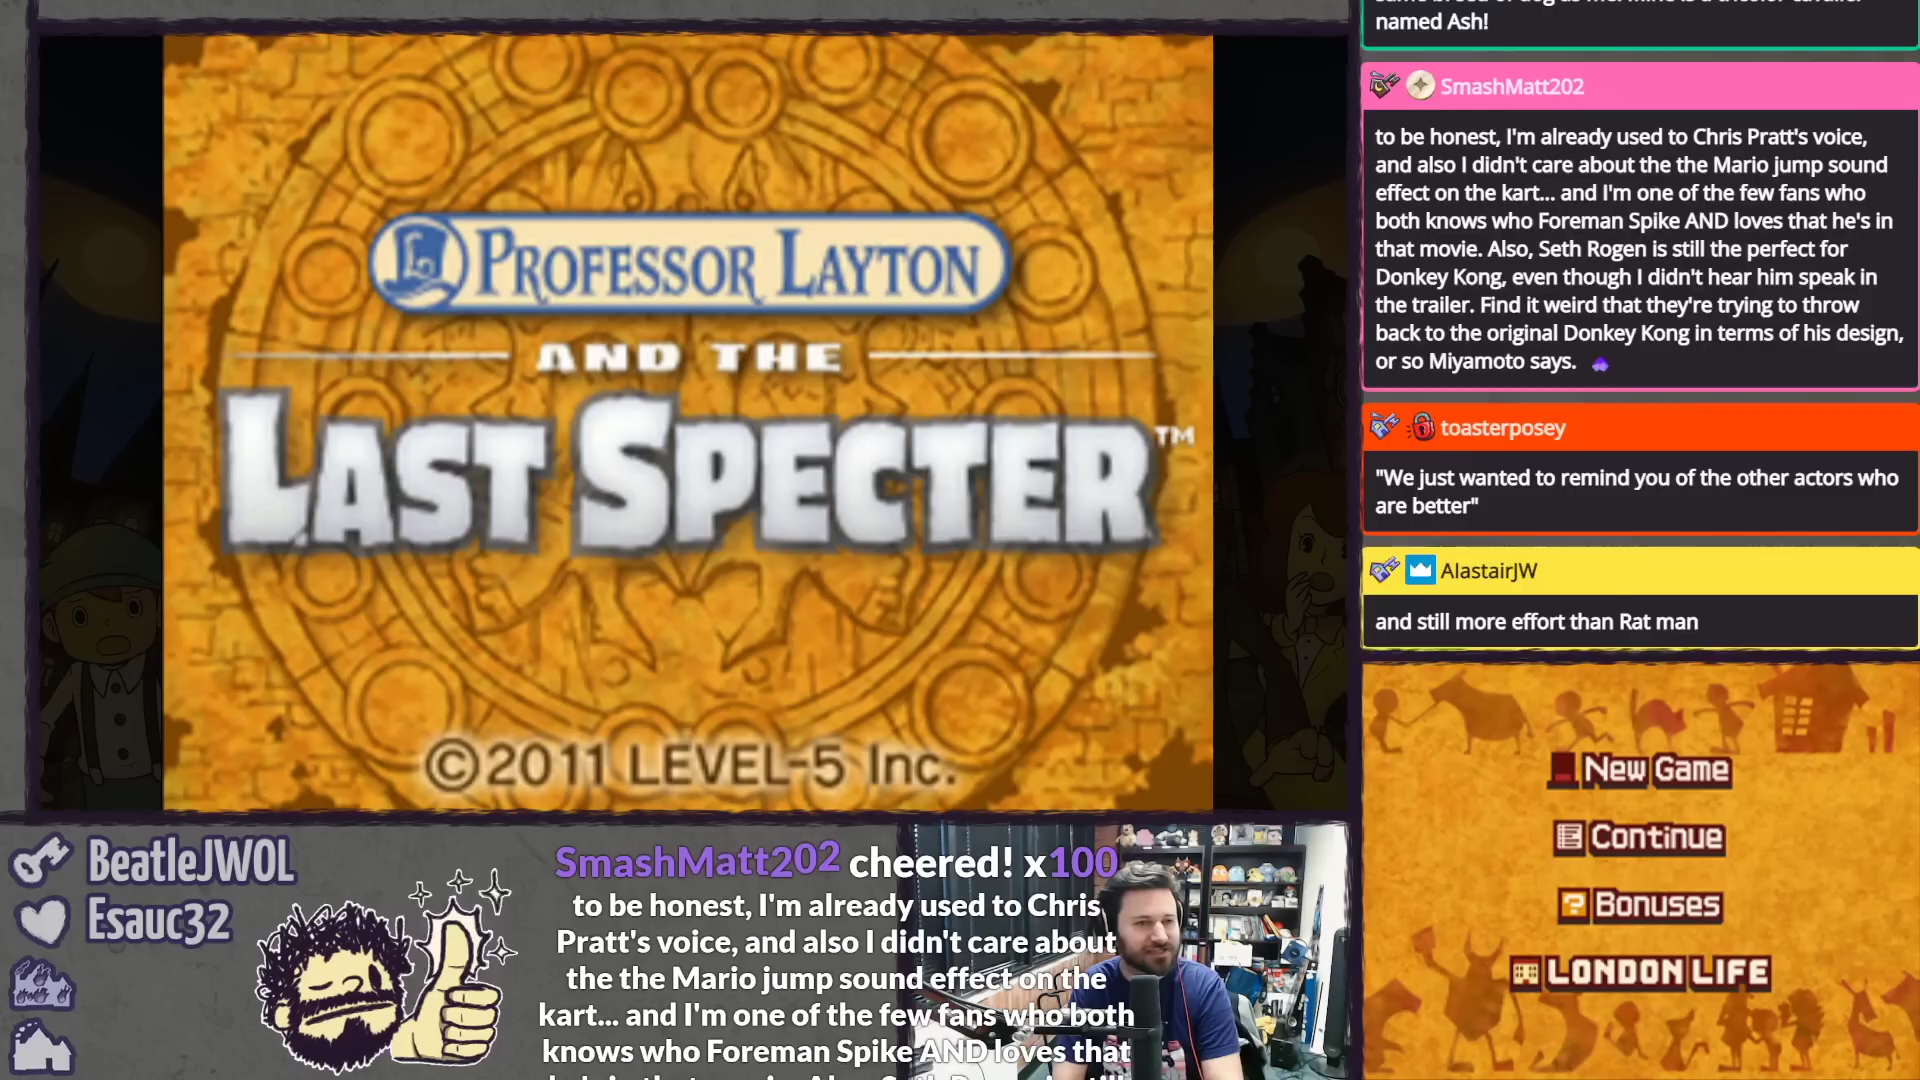 PROFESSOR LAYTON
AND THE
LAST SPECTER™
©2011 LEVEL-5 Inc.
named Ash!
SmashMatt202
to be honest, I'm already used to Chris Pratt's voice,
and also I didn't care about the the Mario jump sound
effect on the kart... and I'm one of the few fans who
both knows who Foreman Spike AND loves that he's in
that movie. Also, Seth Rogen is still the perfect for
Donkey Kong, even though I didn't hear him speak in
the trailer. Find it weird that they're trying to throw
back to the original Donkey Kong in terms of his design,
or so Miyamoto says.
toasterposey
"We just wanted to remind you of the other actors who
are better"
AlastairJW
and still more effort than Rat man
New Game
Continue
Bonuses
LONDON LIFE
BeatleJWOL
Esauc32
SmashMatt202 cheered! x100
to be honest, I'm already used to Chris
Pratt's voice, and also I didn't care about
the the Mario jump sound effect on the
kart... and I'm one of the few fans who both
knows who Foreman Spike AND loves that